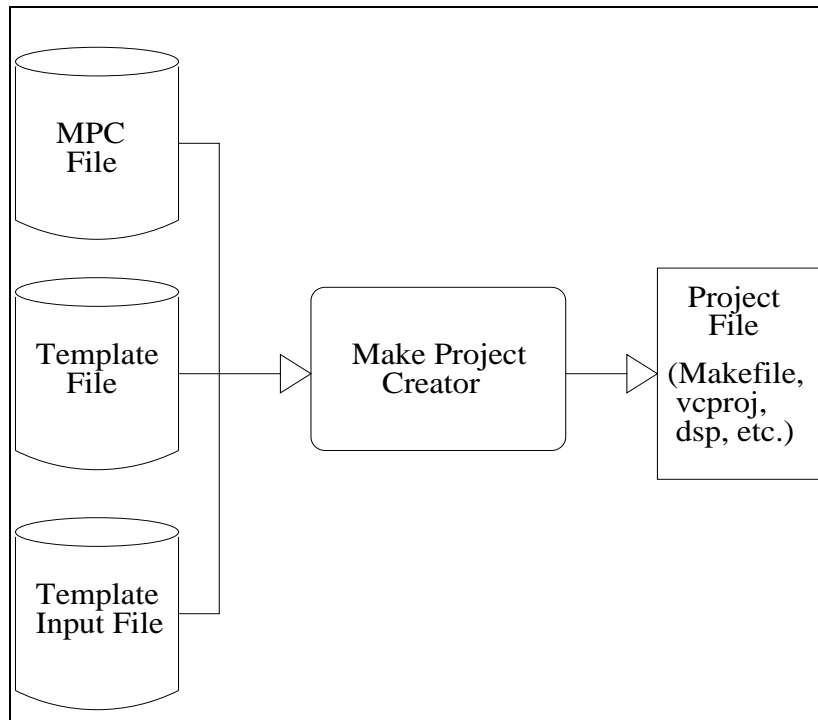 MPC
File
Template
File
Template
Input File
Make Project
Creator
Project
File
(Makefile,
vcproj,
dsp, etc.)